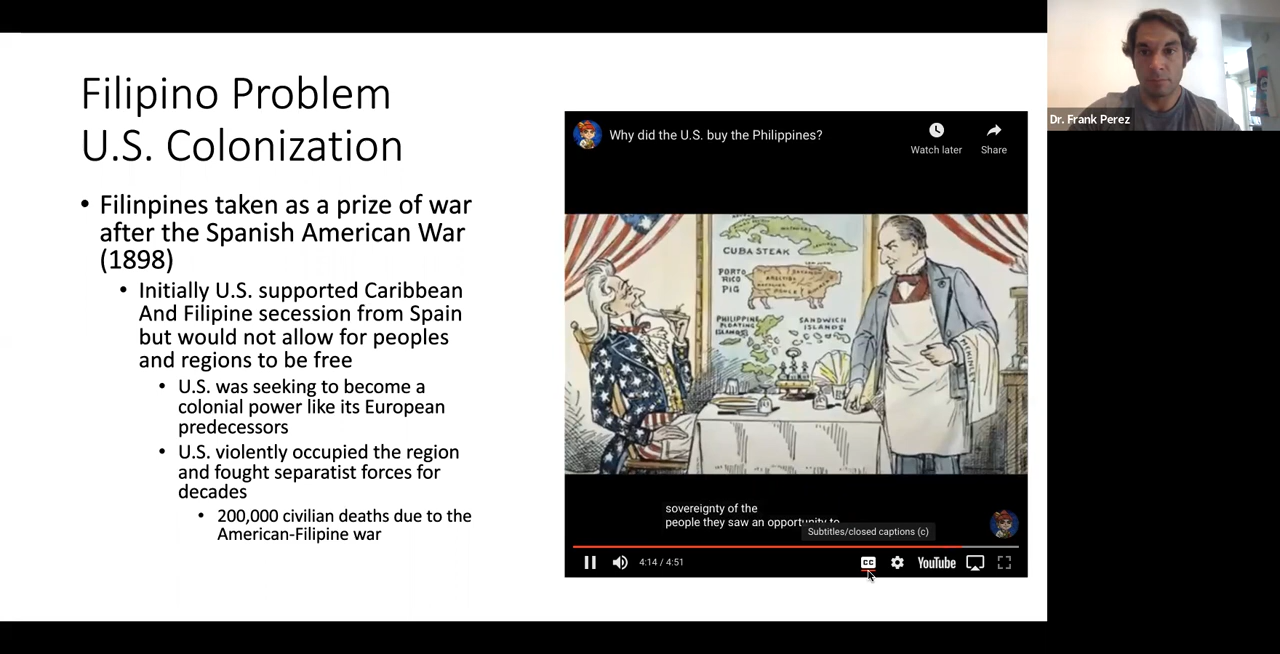 Filipino Problem
U.S. Colonization
• Filinpines taken as a prize of war
after the Spanish American War
(1898)
• Initially U.S. supported Caribbean
And Filipine secession from Spain
but would not allow for peoples
and regions to be free
• U.S. was seeking to become a
colonial power like its European
predecessors
• U.S. violently occupied the region
and fought separatist forces for
decades
• 200,000 civilian deaths due to the
American-Filipine war
Why did the U.S. buy the Philippines?
Watch later
Share
CUBA STEAK
PORTO
RICO
PIG
PHILIPPINE
FLOATING
ISLANDS
SANDWICH
ISLANDS
McKINLEY
sovereignty of the
people they saw an opportunity to
Subtitles/closed captions (c)
4:14 / 4:51
CC
YouTube
Dr. Frank Perez